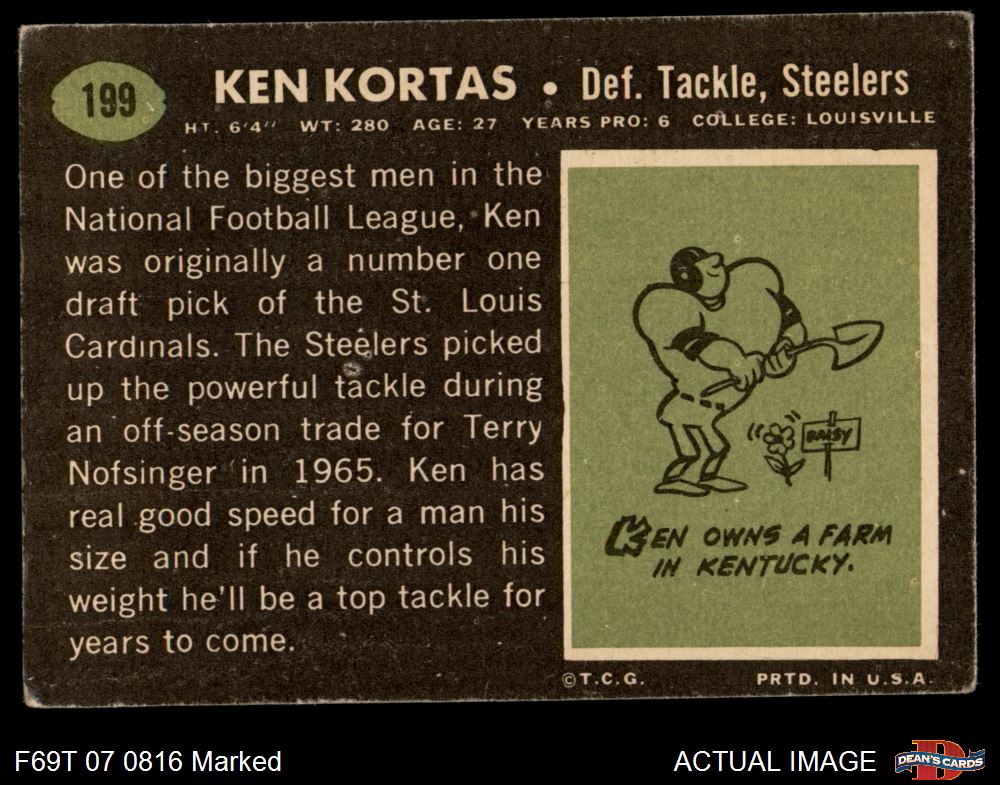 199
KEN KORTAS • Def. Tackle, Steelers
HT: 6'4'' WT: 280 AGE: 27 YEARS PRO: 6 COLLEGE: LOUISVILLE
One of the biggest men in the
National Football League, Ken
was originally a number one
draft pick of the St. Louis
Cardinals. The Steelers picked
up the powerful tackle during
an off-season trade for Terry
Nofsinger in 1965. Ken has
real good speed for a man his
size and if he controls his
weight he'll be a top tackle for
years to come.
DAISY
KEN OWNS A FARM
IN KENTUCKY.
©T.C.G. PRTD. IN U.S.A.
F69T 07 0816 Marked
ACTUAL IMAGE
D
DEAN'S CARDS